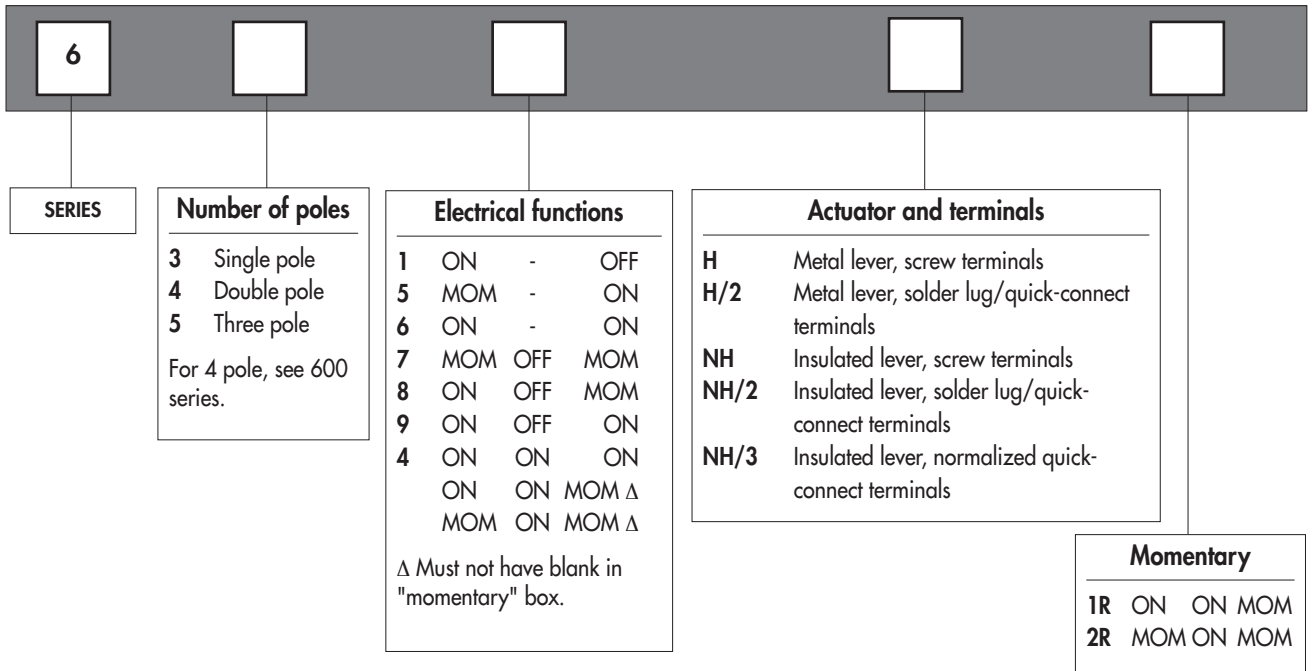 6
SERIES
Number of poles
3 Single pole
4 Double pole
5 Three pole
For 4 pole, see 600
series.
Electrical functions
1 ON - OFF
5 MOM - ON
6 ON - ON
7 MOM OFF MOM
8 ON OFF MOM
9 ON OFF ON
4 ON ON ON
ON ON MOM Δ
MOM ON MOM Δ
Δ Must not have blank in
"momentary" box.
Actuator and terminals
H Metal lever, screw terminals
H/2 Metal lever, solder lug/quick-connect
terminals
NH Insulated lever, screw terminals
NH/2 Insulated lever, solder lug/quick-
connect terminals
NH/3 Insulated lever, normalized quick-
connect terminals
Momentary
1R ON ON MOM
2R MOM ON MOM